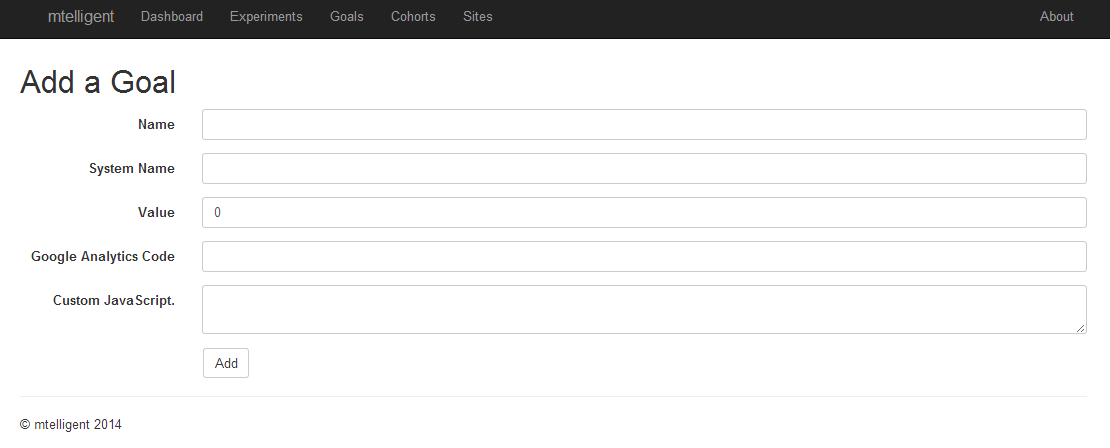 mtelligent Dashboard Experiments Goals Cohorts Sites About
Add a Goal
Name
System Name
Value 0
Google Analytics Code
Custom JavaScript.
Add
© mtelligent 2014